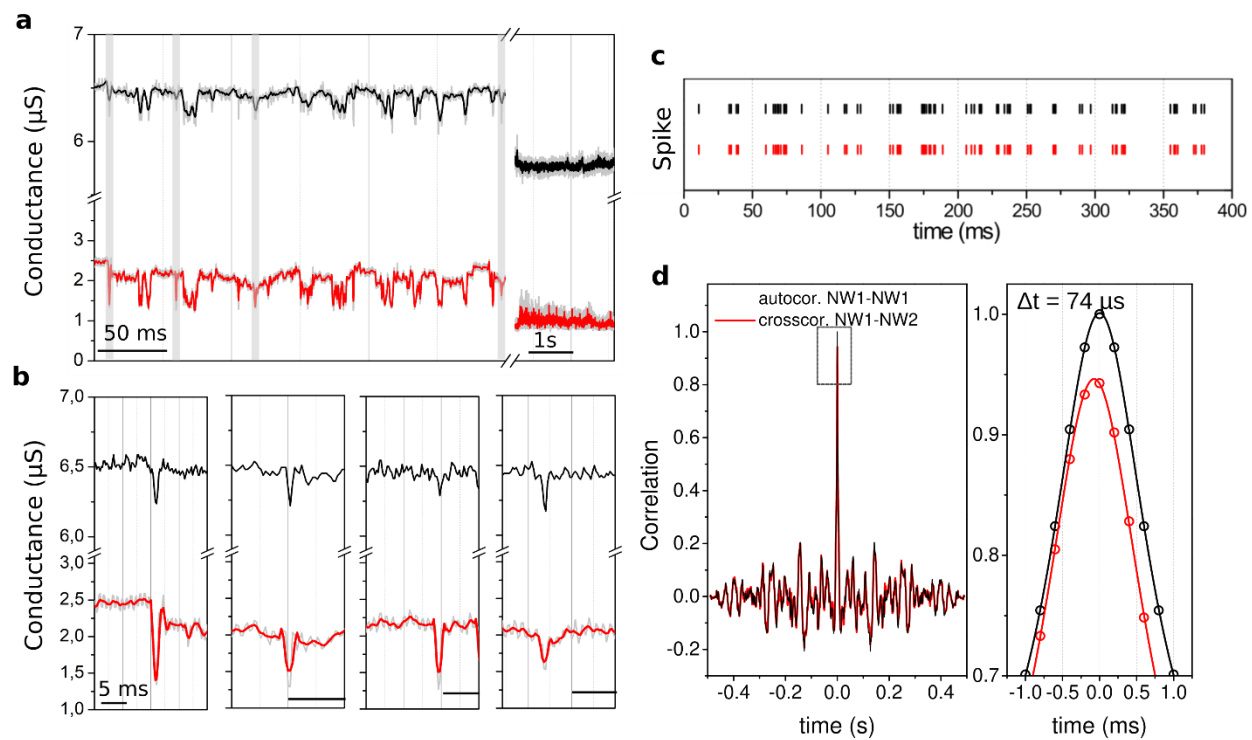 a
Conductance (µS)
7
6
3
2
1
0
50 ms
1s
b
Conductance (µS)
7,0
6,5
6,0
3,0
2,5
2,0
1,5
1,0
5 ms
c
Spike
0 50 100 150 200 250 300 350 400
time (ms)
d
autocor. NW1-NW1
crosscor. NW1-NW2
Correlation
1.0
0.8
0.6
0.4
0.2
0.0
-0.2
-0.4 -0.2 0.0 0.2 0.4
time (s)
Δt = 74 µs
1.0
0.9
0.8
0.7
-1.0 -0.5 0.0 0.5 1.0
time (ms)